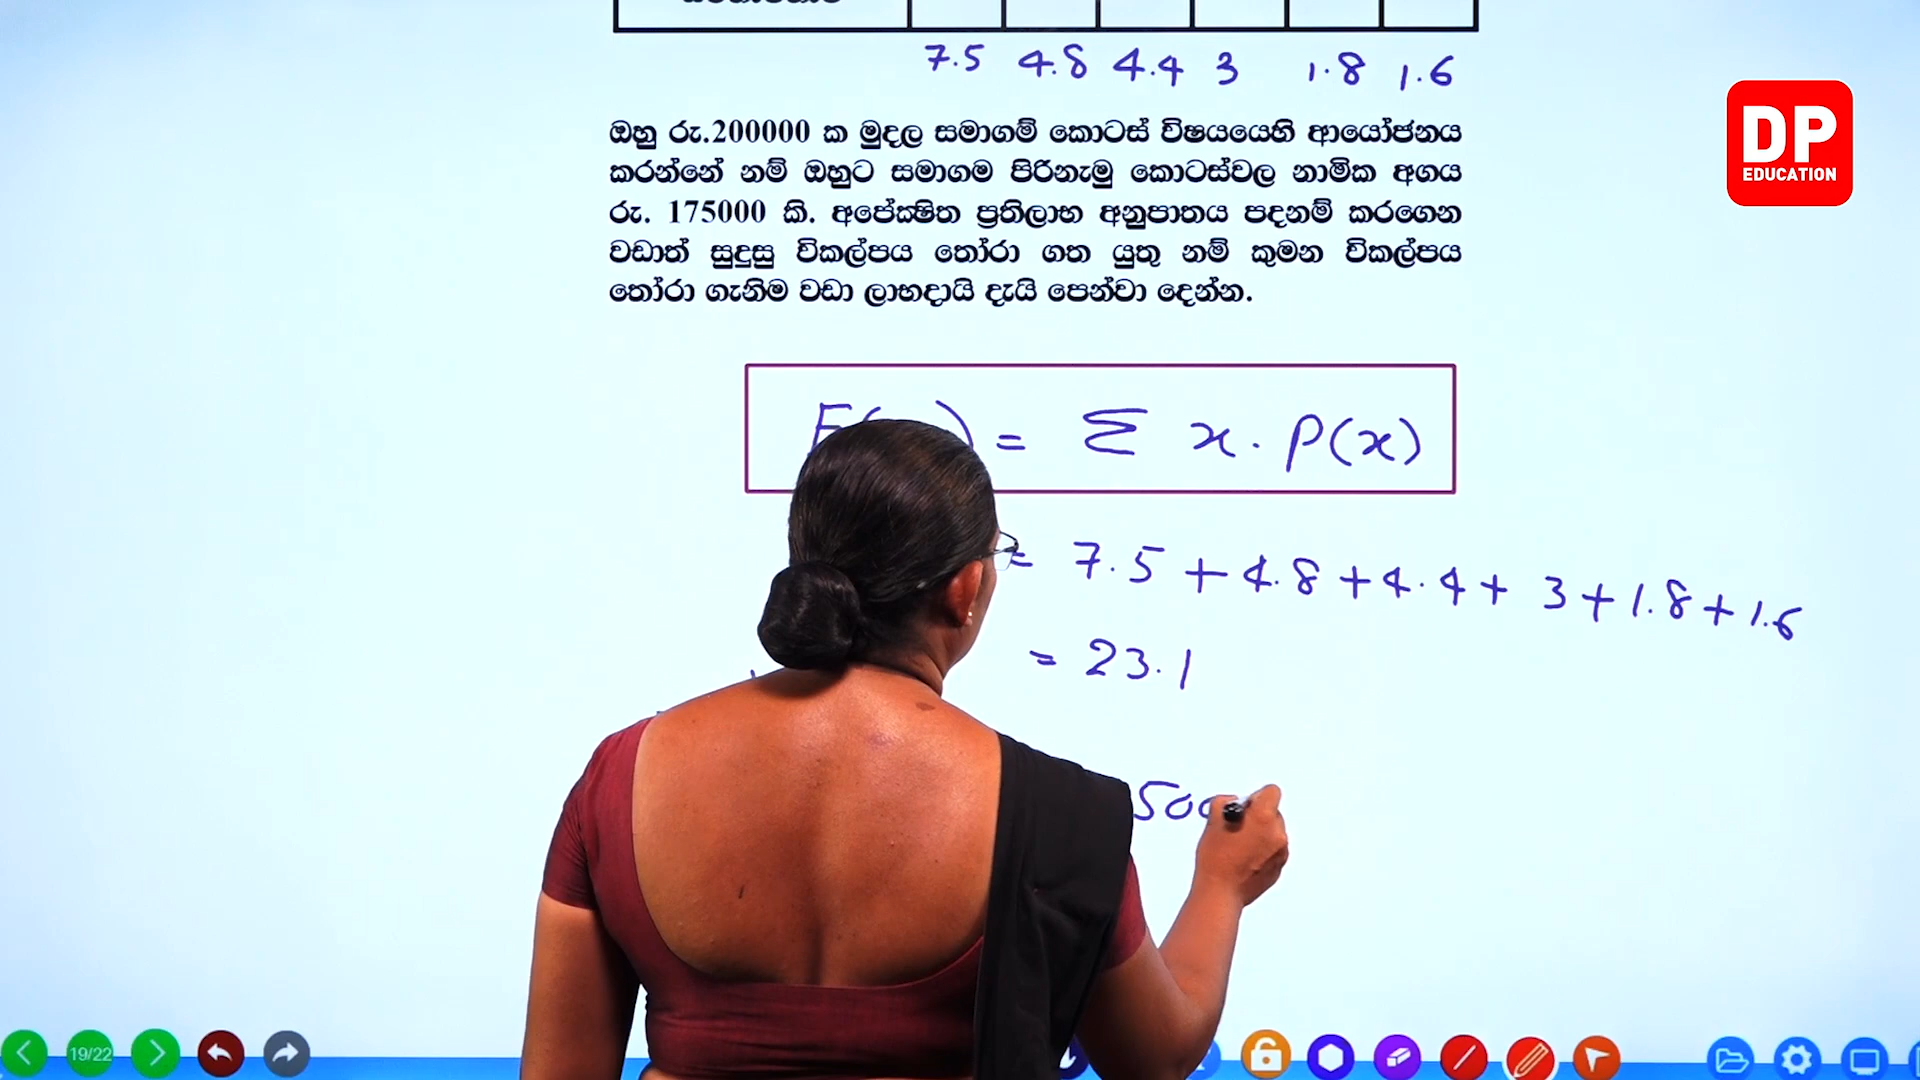 7.5 4.8 4.4 3 1.8 1.6
DP
EDUCATION
ඔහු රු.200000 ක මුදල සමාගම් කොටස් විෂයයෙහි ආයෝජනය
කරන්නේ නම් ඔහුට සමාගම පිරිනැමු කොටස්වල නාමික අගය
රු. 175000 කි. අපේක්ෂිත ප්‍රතිලාභ අනුපාතය පදනම් කරගෙන
වඩාත් සුදුසු විකල්පය තෝරා ගත යුතු නම් කුමන විකල්පය
තෝරා ගැනීම වඩා ලාභදායි දැයි පෙන්වා දෙන්න.
= Σ x . P(x)
= 7.5 + 4.8 + 4.4 + 3 + 1.8 + 1.6
= 23.1
19/22